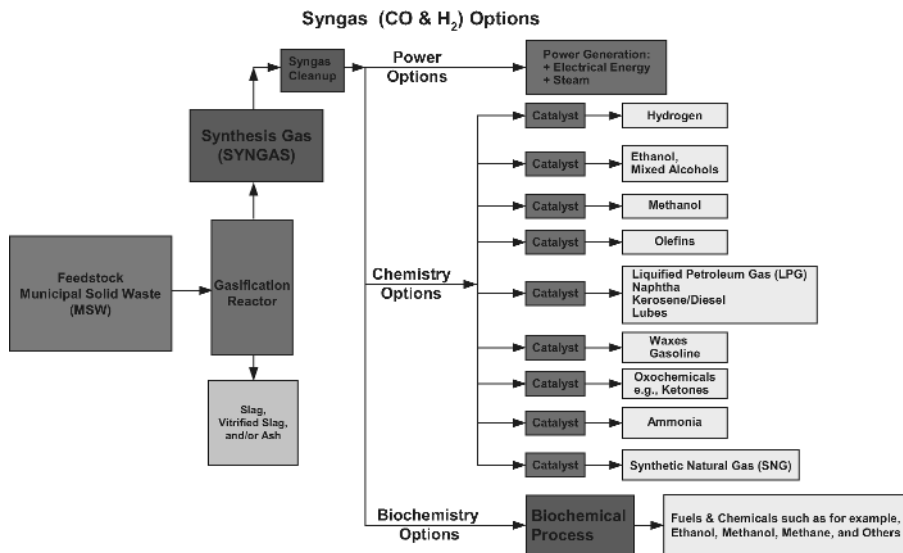 Syngas (CO & H₂) Options
Syngas
Cleanup
Power
Options
Power Generation:
+ Electrical Energy
+ Steam
Synthesis Gas
(SYNGAS)
Feedstock
Municipal Solid Waste
(MSW)
Gasification
Reactor
Slag,
Vitrified Slag,
and/or Ash
Chemistry
Options
Catalyst
Hydrogen
Catalyst
Ethanol,
Mixed Alcohols
Catalyst
Methanol
Catalyst
Olefins
Catalyst
Liquified Petroleum Gas (LPG)
Naphtha
Kerosene/Diesel
Lubes
Catalyst
Waxes
Gasoline
Catalyst
Oxochemicals
e.g., Ketones
Catalyst
Ammonia
Catalyst
Synthetic Natural Gas (SNG)
Biochemistry
Options
Biochemical
Process
Fuels & Chemicals such as for example,
Ethanol, Methanol, Methane, and Others